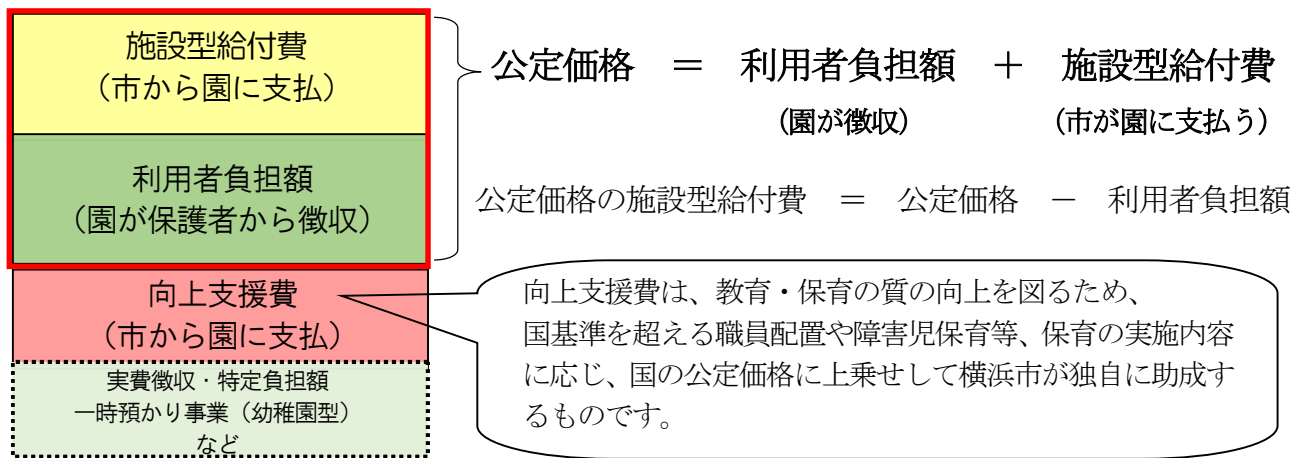 施設型給付費
（市から園に支払）
利用者負担額
（園が保護者から徴収）
向上支援費
（市から園に支払）
実費徴収・特定負担額
一時預かり事業（幼稚園型）
など
公定価格　＝　利用者負担額　＋　施設型給付費
（園が徴収）　（市が園に支払う）
公定価格の施設型給付費　＝　公定価格　－　利用者負担額
向上支援費は、教育・保育の質の向上を図るため、
国基準を超える職員配置や障害児保育等、保育の実施内容
に応じ、国の公定価格に上乗せして横浜市が独自に助成す
るものです。